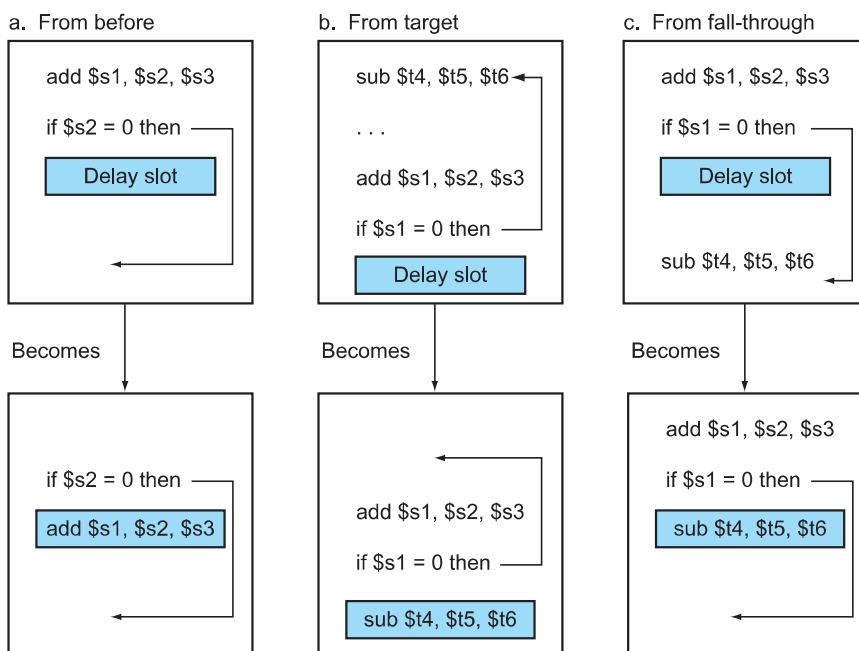 a. From before
add $s1, $s2, $s3
if $s2 = 0 then
Delay slot
Becomes
if $s2 = 0 then
add $s1, $s2, $s3
b. From target
sub $t4, $t5, $t6
. . .
add $s1, $s2, $s3
if $s1 = 0 then
Delay slot
Becomes
add $s1, $s2, $s3
if $s1 = 0 then
sub $t4, $t5, $t6
c. From fall-through
add $s1, $s2, $s3
if $s1 = 0 then
Delay slot
sub $t4, $t5, $t6
Becomes
add $s1, $s2, $s3
if $s1 = 0 then
sub $t4, $t5, $t6